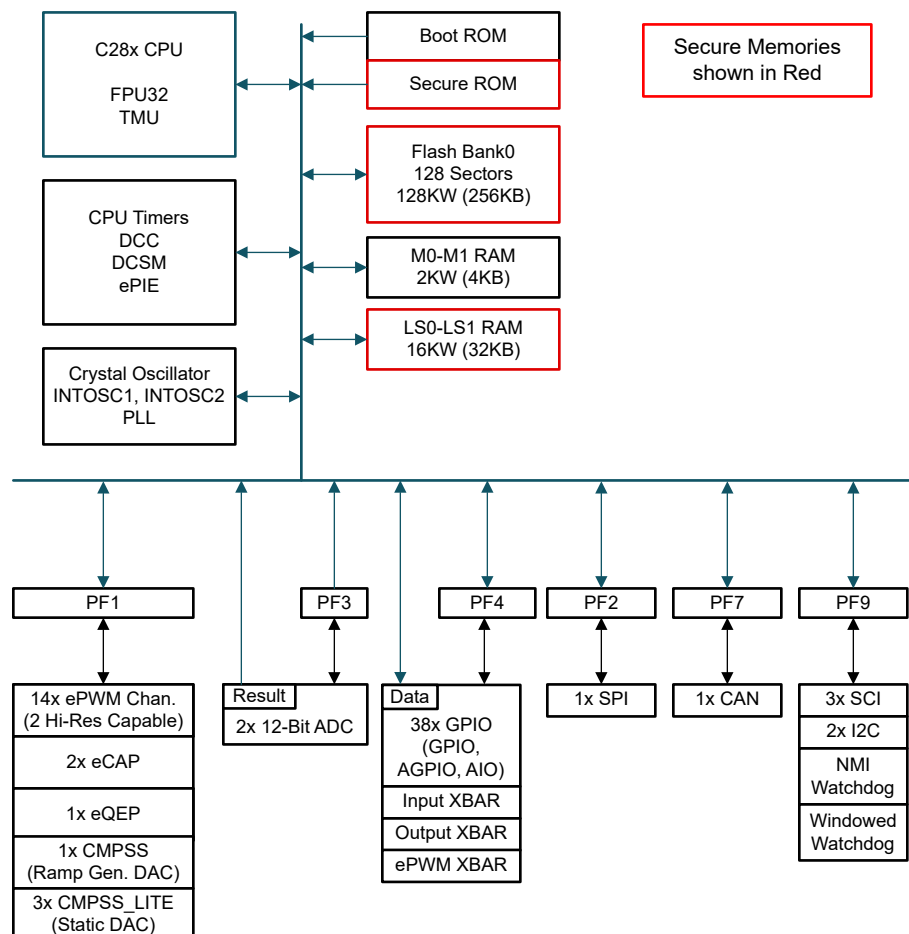 C28x CPU
FPU32
TMU
CPU Timers
DCC
DCSM
ePIE
Crystal Oscillator
INTOSC1, INTOSC2
PLL
Boot ROM
Secure ROM
Flash Bank0
128 Sectors
128KW (256KB)
M0-M1 RAM
2KW (4KB)
LS0-LS1 RAM
16KW (32KB)
Secure Memories
shown in Red
PF1
PF3
PF4
PF2
PF7
PF9
14x ePWM Chan.
(2 Hi-Res Capable)
2x eCAP
1x eQEP
1x CMPSS
(Ramp Gen. DAC)
3x CMPSS_LITE
(Static DAC)
Result
2x 12-Bit ADC
Data
38x GPIO
(GPIO,
AGPIO, AIO)
Input XBAR
Output XBAR
ePWM XBAR
1x SPI
1x CAN
3x SCI
2x I2C
NMI
Watchdog
Windowed
Watchdog